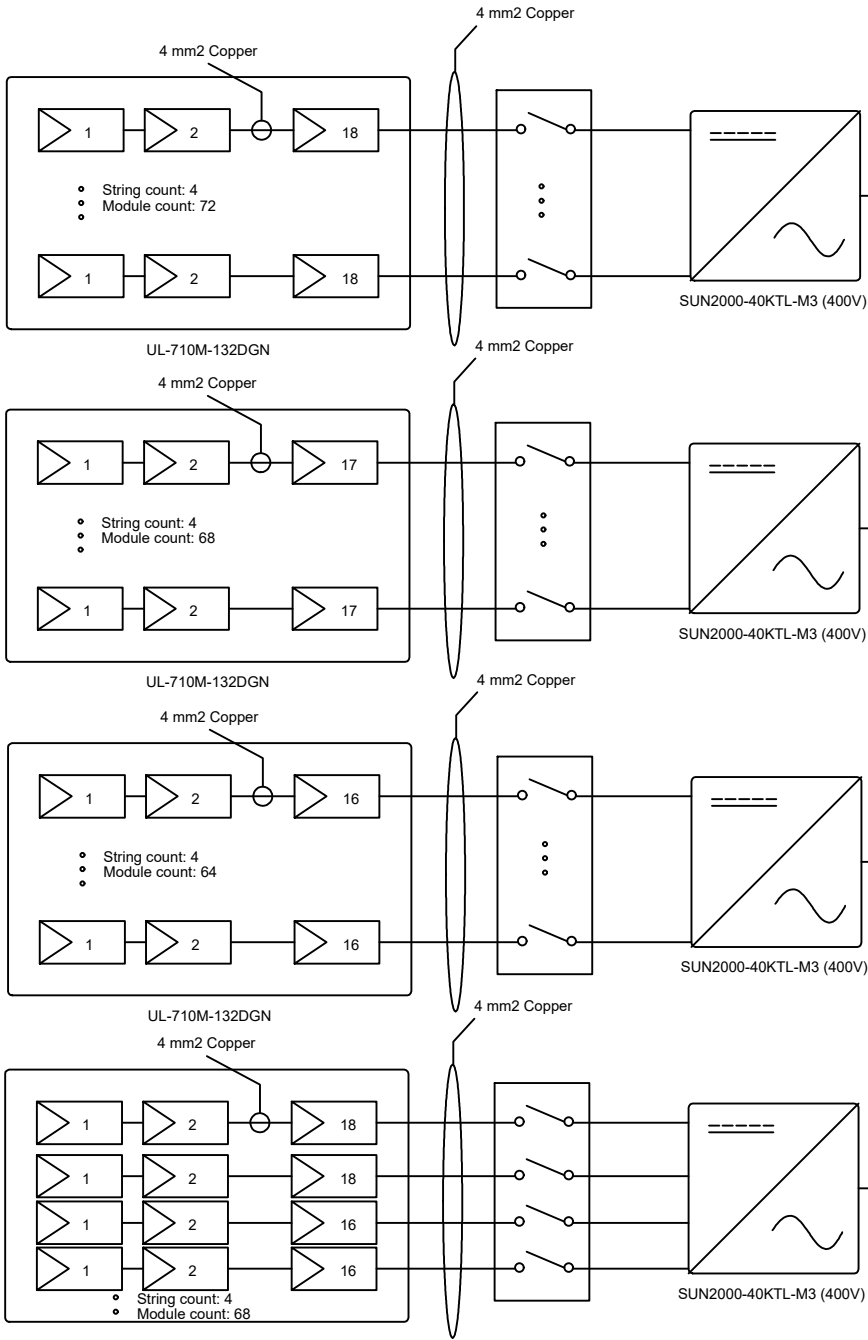 4 mm2 Copper
4 mm2 Copper
1 2 18
String count: 4
Module count: 72
1 2 18
SUN2000-40KTL-M3 (400V)
UL-710M-132DGN
4 mm2 Copper
4 mm2 Copper
1 2 17
String count: 4
Module count: 68
1 2 17
SUN2000-40KTL-M3 (400V)
UL-710M-132DGN
4 mm2 Copper
4 mm2 Copper
1 2 16
String count: 4
Module count: 64
1 2 16
SUN2000-40KTL-M3 (400V)
UL-710M-132DGN
4 mm2 Copper
4 mm2 Copper
1 2 18
1 2 18
1 2 16
1 2 16
String count: 4
Module count: 68
SUN2000-40KTL-M3 (400V)